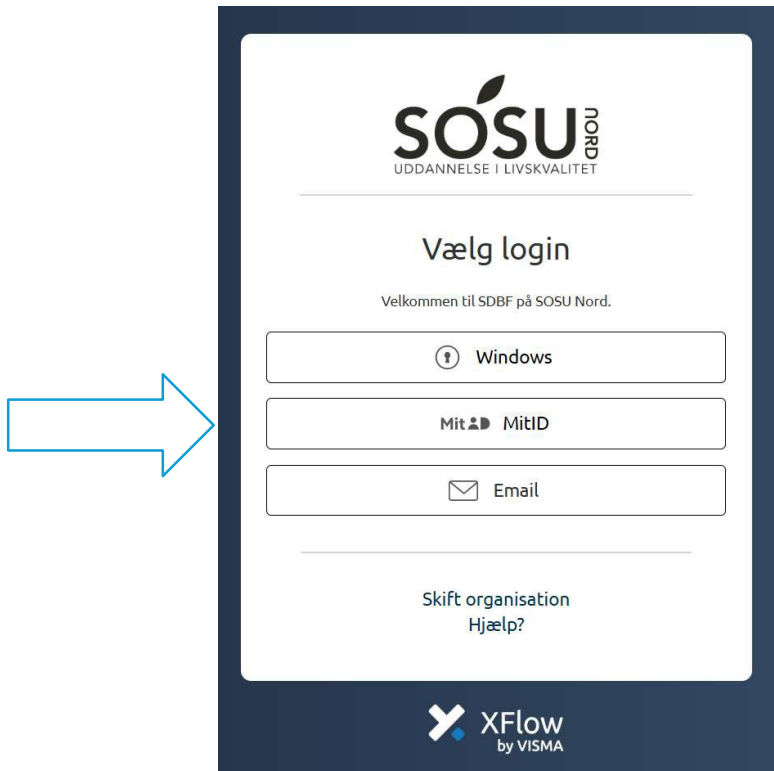 SOSU NORD
UDDANNELSE I LIVSKVALITET
Vælg login
Velkommen til SDBF på SOSU Nord.
Windows
Mit MitID
Email
Skift organisation
Hjælp?
XFlow
by VISMA